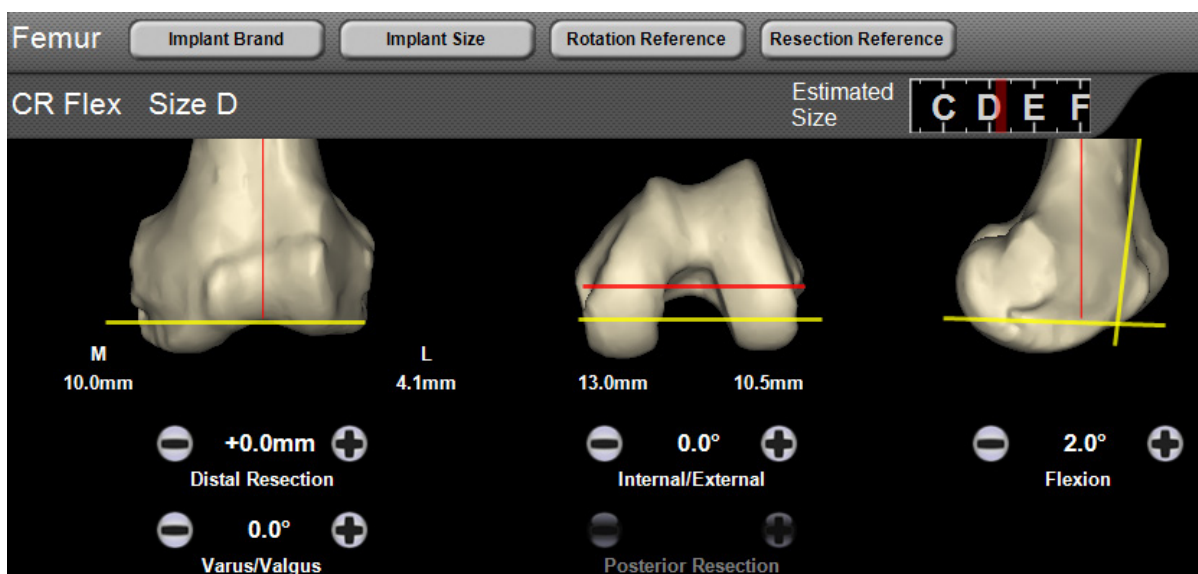 Femur Implant Brand Implant Size Rotation Reference Resection Reference
CR Flex Size D
Estimated
Size
C D E F
M L
10.0mm 4.1mm 13.0mm 10.5mm
+0.0mm 0.0° 2.0°
Distal Resection Internal/External Flexion
0.0°
Varus/Valgus Posterior Resection